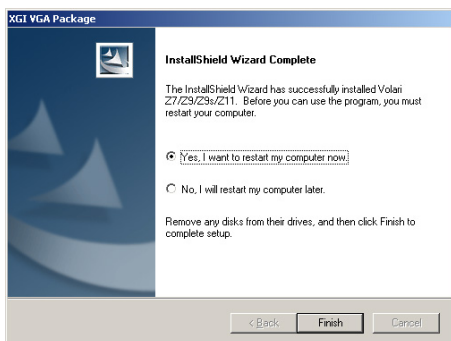 XGI VGA Package
InstallShield Wizard Complete
The InstallShield Wizard has successfully installed Volari
Z7/Z9/Z9s/Z11. Before you can use the program, you must
restart your computer.
Yes, I want to restart my computer now.
No, I will restart my computer later.
Remove any disks from their drives, and then click Finish to
complete setup.
< Back
Finish
Cancel